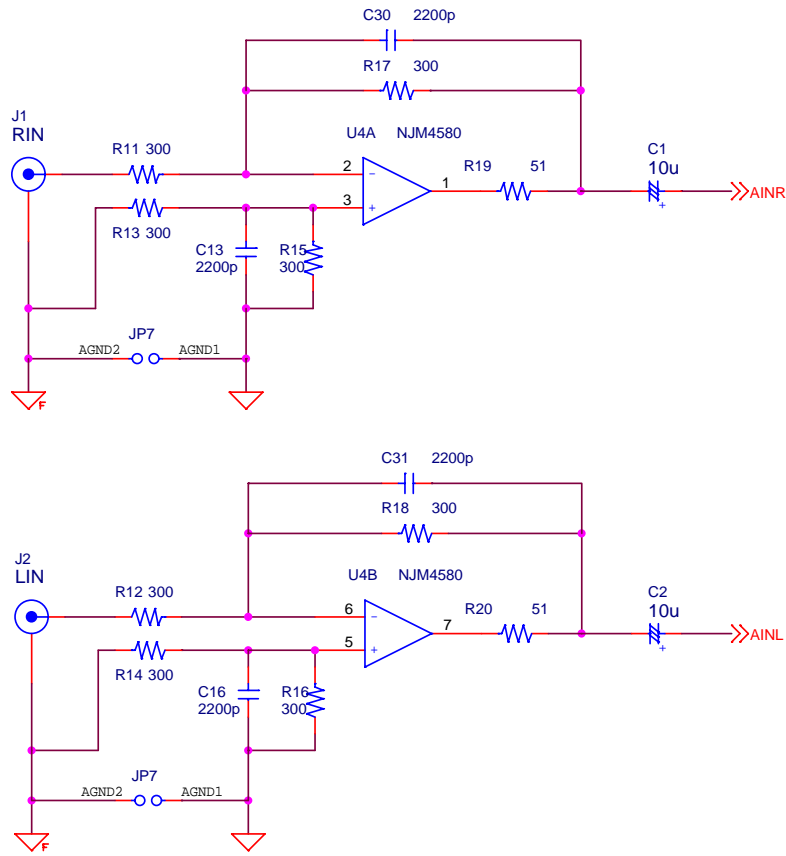 C30 2200p
R17 300
J1
RIN
U4A NJM4580
C1
10u
R11 300
2
−
1
R19 51
AINR
3
+
+
R13 300
C13
2200p
R15
300
JP7
AGND2 AGND1
F
C31 2200p
R18 300
J2
LIN
U4B NJM4580
C2
10u
R12 300
6
−
7
R20 51
AINL
5
+
+
R14 300
C16
2200p
R16
300
JP7
AGND2 AGND1
F